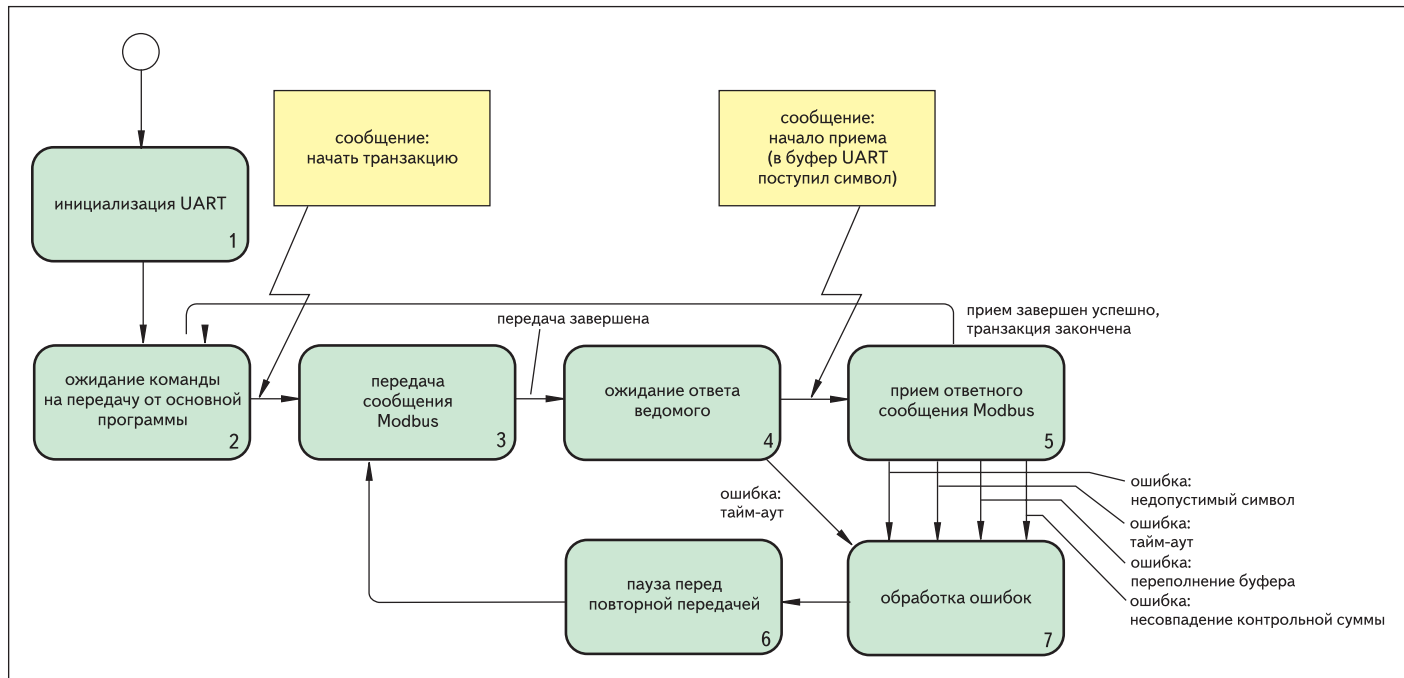 сообщение:
начать транзакцию
сообщение:
начало приема
(в буфер UART
поступил символ)
инициализация UART
1
передача завершена
прием завершен успешно,
транзакция закончена
ожидание команды
на передачу от основной
программы
2
передача
сообщения
Modbus
3
ожидание ответа
ведомого
4
прием ответного
сообщения Modbus
5
ошибка:
тайм-аут
ошибка:
недопустимый символ
ошибка:
тайм-аут
ошибка:
переполнение буфера
ошибка:
несовпадение контрольной суммы
пауза перед
повторной передачей
6
обработка ошибок
7